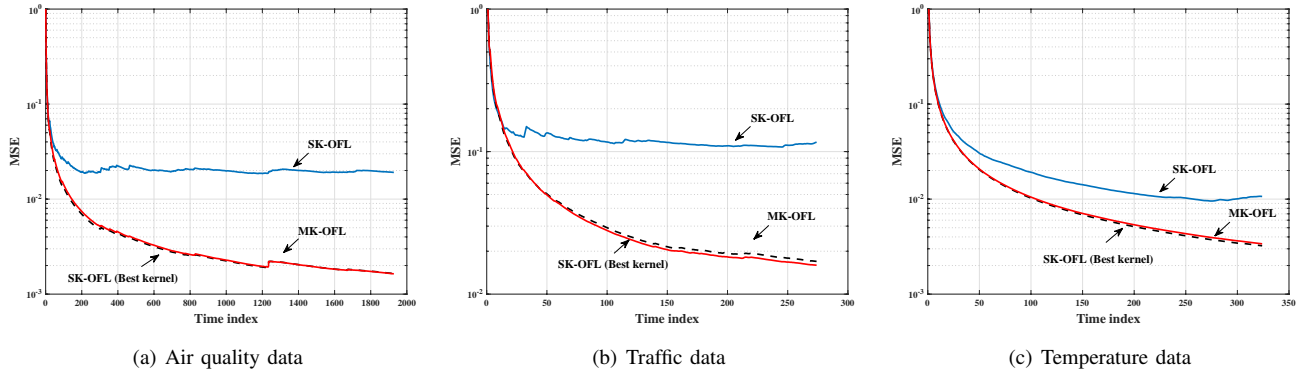 10^0
10^-1
10^-2
10^-3
MSE
SK-OFL
MK-OFL
SK-OFL (Best kernel)
0 200 400 600 800 1000 1200 1400 1600 1800 2000
Time index
(a) Air quality data
10^0
10^-1
10^-2
MSE
SK-OFL
MK-OFL
SK-OFL (Best kernel)
0 50 100 150 200 250 300
Time index
(b) Traffic data
10^0
10^-1
10^-2
10^-3
MSE
SK-OFL
MK-OFL
SK-OFL (Best kernel)
0 50 100 150 200 250 300 350
Time index
(c) Temperature data